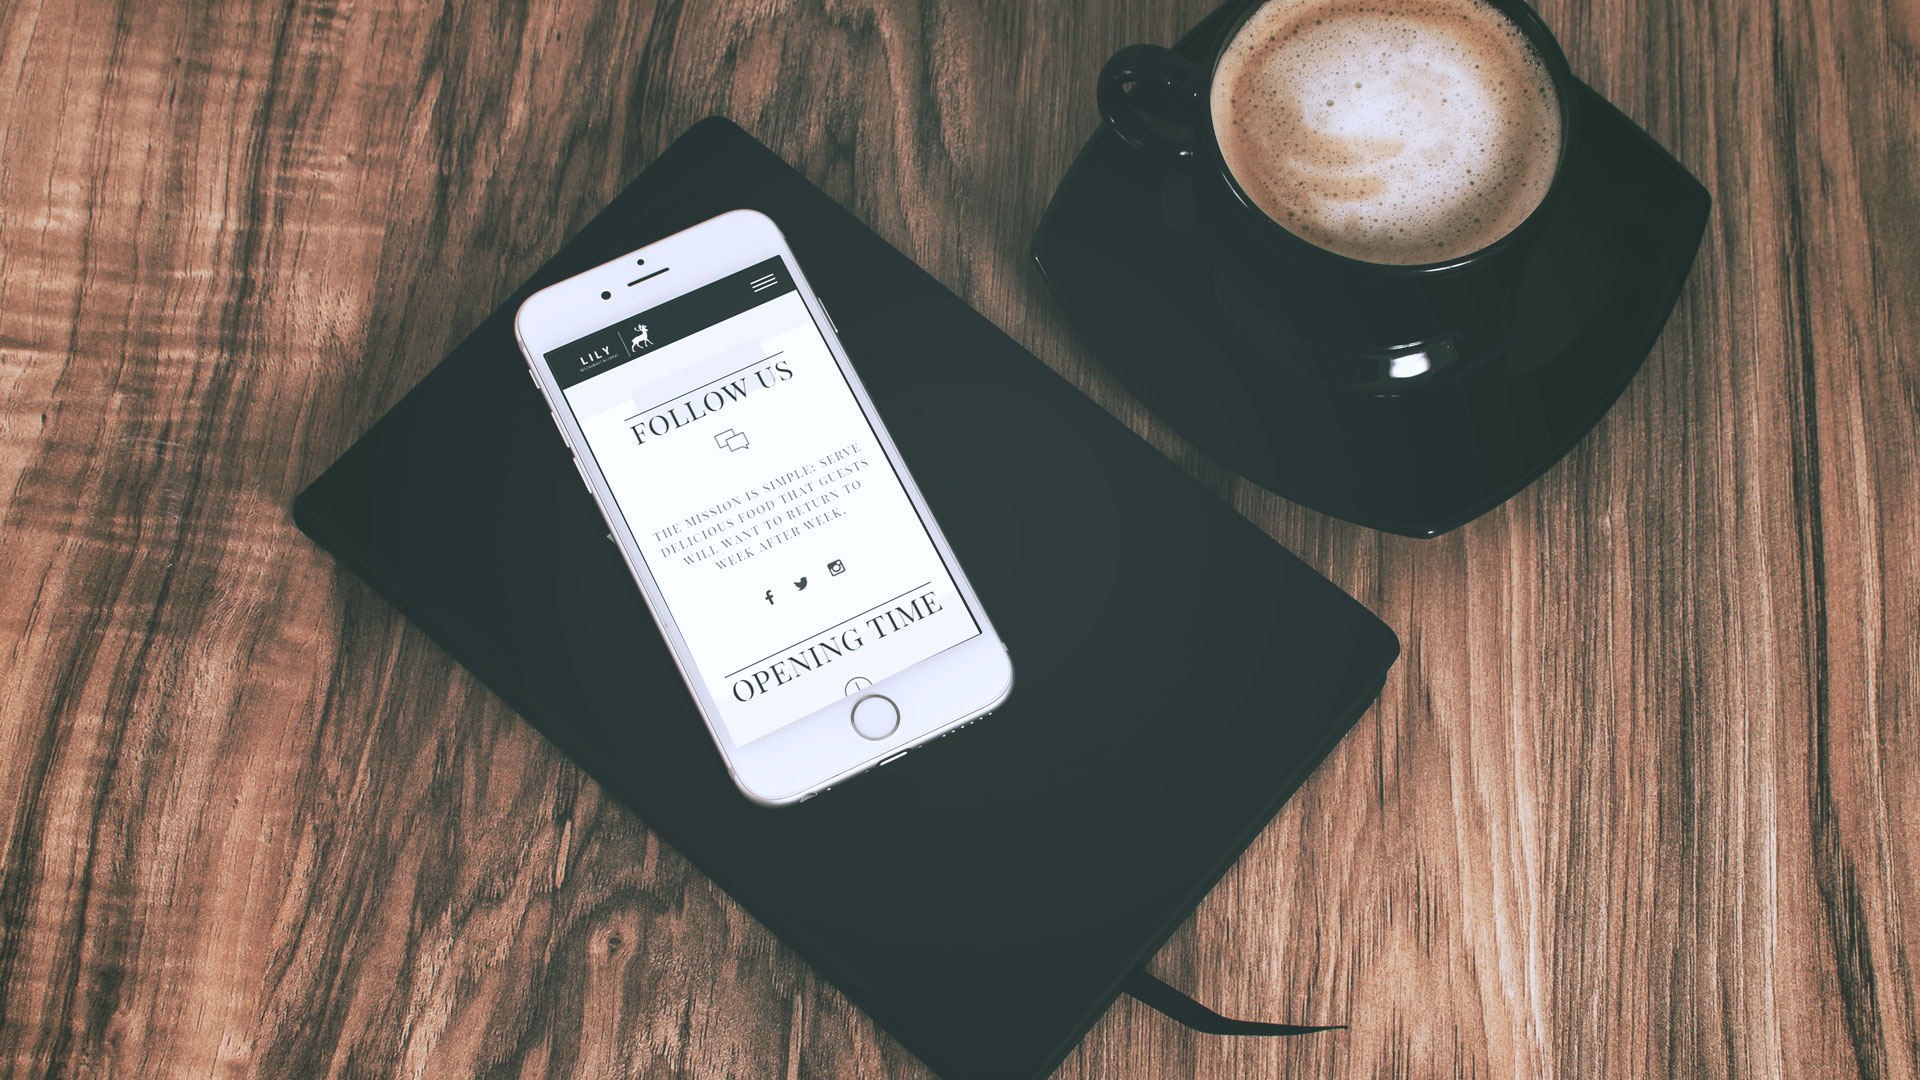 LILY
FOLLOW US
THE MISSION IS SIMPLE: SERVE
DELICIOUS FOOD THAT GUESTS
WILL WANT TO RETURN TO
WEEK AFTER WEEK.
OPENING TIME